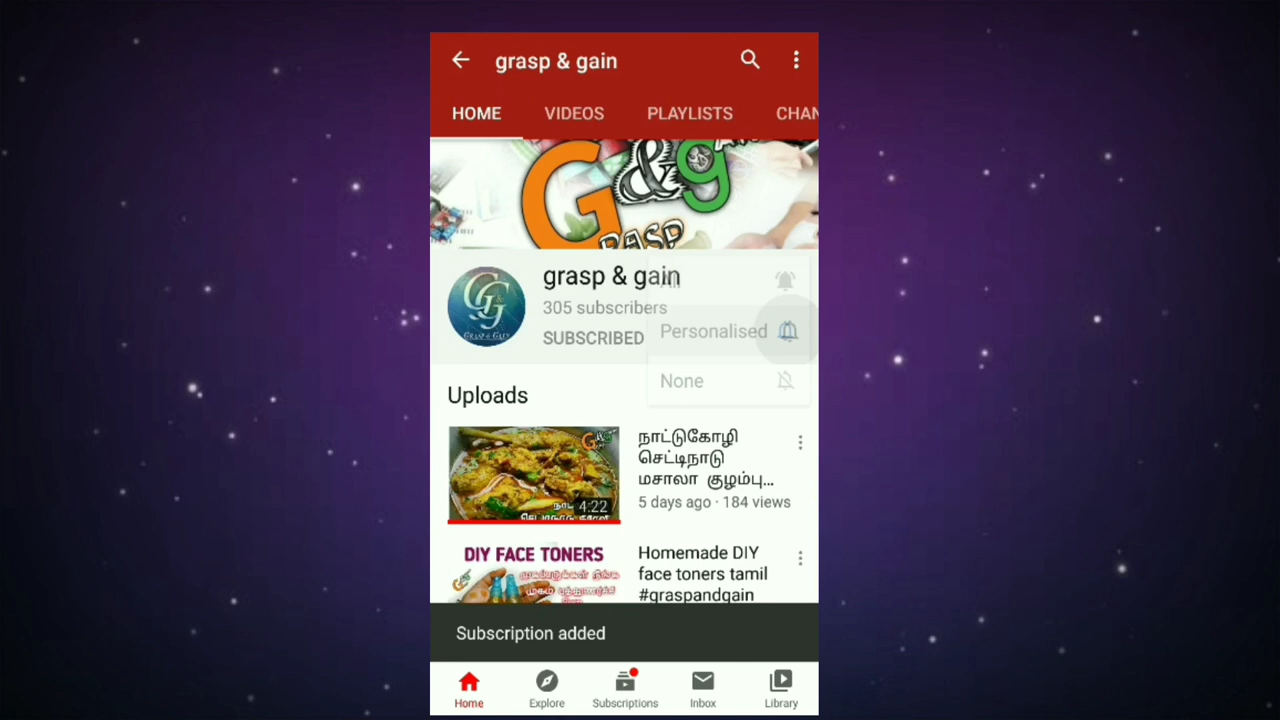 grasp & gain
HOME VIDEOS PLAYLISTS CHAN
G&g
GRASP
grasp & gain
All
305 subscribers
SUBSCRIBED
Personalised
None
Uploads
நாட்டுகோழி
செட்டிநாடு
மசாலா குழம்பு...
5 days ago · 184 views
4:22
DIY FACE TONERS
Homemade DIY
face toners tamil
#graspandgain
Subscription added
Home Explore Subscriptions Inbox Library